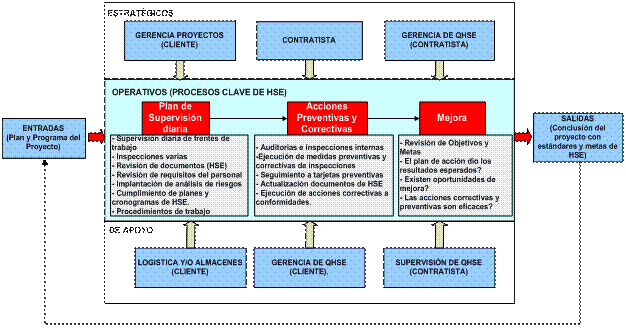 ESTRATÉGICOS
GERENCIA PROYECTOS
(CLIENTE)
CONTRATISTA
GERENCIA DE QHSE
(CONTRATISTA)
OPERATIVOS (PROCESOS CLAVE DE HSE)
Plan de
Supervisión
diaria
Acciones
Preventivas y
Correctivas
Mejora
ENTRADAS
(Plan y Programa del
Proyecto)
- Supervisión diaria de frentes de
trabajo
- Inspecciones varias
- Revisión de documentos (HSE)
- Revisión de requisitos del personal
- Implantación de análisis de riesgos
- Cumplimiento de planes y
cronogramas de HSE.
- Procedimientos de trabajo
- Auditorias e inspecciones internas
-Ejecución de medidas preventivas y
correctivas de inspecciones
- Seguimiento a tarjetas preventivas
- Actualización documentos de HSE
- Ejecución de acciones correctivas a
conformidades.
- Revisión de Objetivos y
Metas
- El plan de acción dio los
resultados esperados?
- Existen oportunidades de
mejora?
- Las acciones correctivas y
preventivas son eficaces?
SALIDAS
(Conclusión del
proyecto con
estándares y metas de
HSE)
DE APOYO
LOGISTICA Y/O ALMACENES
(CLIENTE)
GERENCIA DE QHSE
(CLIENTE).
SUPERVISIÓN DE QHSE
(CONTRATISTA)